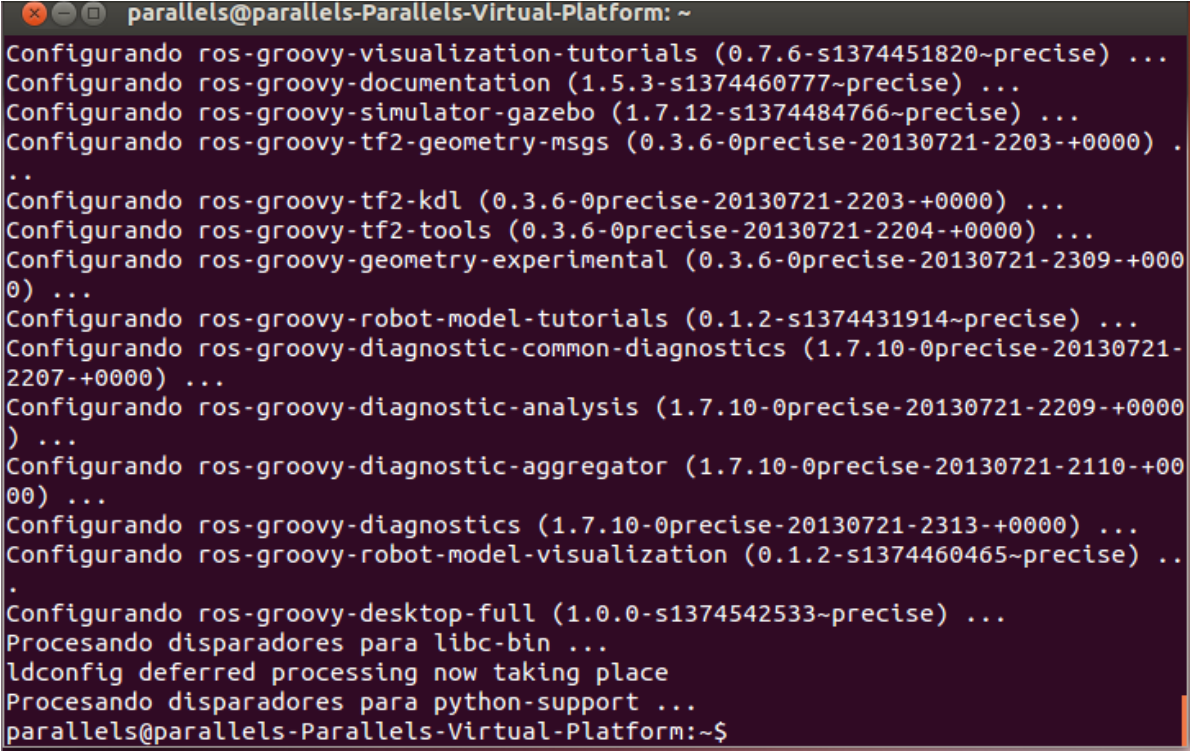 parallels@parallels-Parallels-Virtual-Platform: ~
Configurando ros-groovy-visualization-tutorials (0.7.6-s1374451820~precise) ...
Configurando ros-groovy-documentation (1.5.3-s1374460777~precise) ...
Configurando ros-groovy-simulator-gazebo (1.7.12-s1374484766~precise) ...
Configurando ros-groovy-tf2-geometry-msgs (0.3.6-0precise-20130721-2203-+0000) .
..
Configurando ros-groovy-tf2-kdl (0.3.6-0precise-20130721-2203-+0000) ...
Configurando ros-groovy-tf2-tools (0.3.6-0precise-20130721-2204-+0000) ...
Configurando ros-groovy-geometry-experimental (0.3.6-0precise-20130721-2309-+000
0) ...
Configurando ros-groovy-robot-model-tutorials (0.1.2-s1374431914~precise) ...
Configurando ros-groovy-diagnostic-common-diagnostics (1.7.10-0precise-20130721-
2207-+0000) ...
Configurando ros-groovy-diagnostic-analysis (1.7.10-0precise-20130721-2209-+0000
) ...
Configurando ros-groovy-diagnostic-aggregator (1.7.10-0precise-20130721-2110-+00
00) ...
Configurando ros-groovy-diagnostics (1.7.10-0precise-20130721-2313-+0000) ...
Configurando ros-groovy-robot-model-visualization (0.1.2-s1374460465~precise) ..
.
Configurando ros-groovy-desktop-full (1.0.0-s1374542533~precise) ...
Procesando disparadores para libc-bin ...
ldconfig deferred processing now taking place
Procesando disparadores para python-support ...
parallels@parallels-Parallels-Virtual-Platform:~$